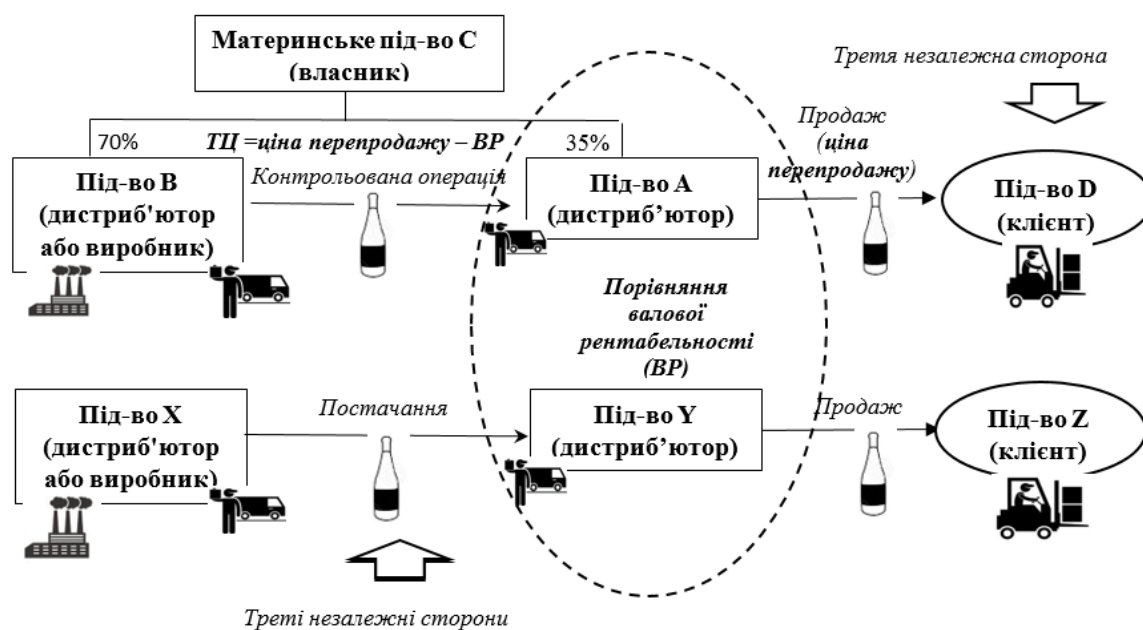 Материнське під-во С
(власник)
Третя незалежна сторона
70%
ТЦ =ціна перепродажу – ВР
35%
Продаж
(ціна
перепродажу)
Під-во В
(дистриб'ютор
або виробник)
Контрольована операція
Під-во А
(дистриб’ютор)
Під-во D
(клієнт)
Порівняння
валової
рентабельності
(ВР)
Під-во X
(дистриб'ютор
або виробник)
Постачання
Під-во Y
(дистриб’ютор)
Продаж
Під-во Z
(клієнт)
Треті незалежні сторони